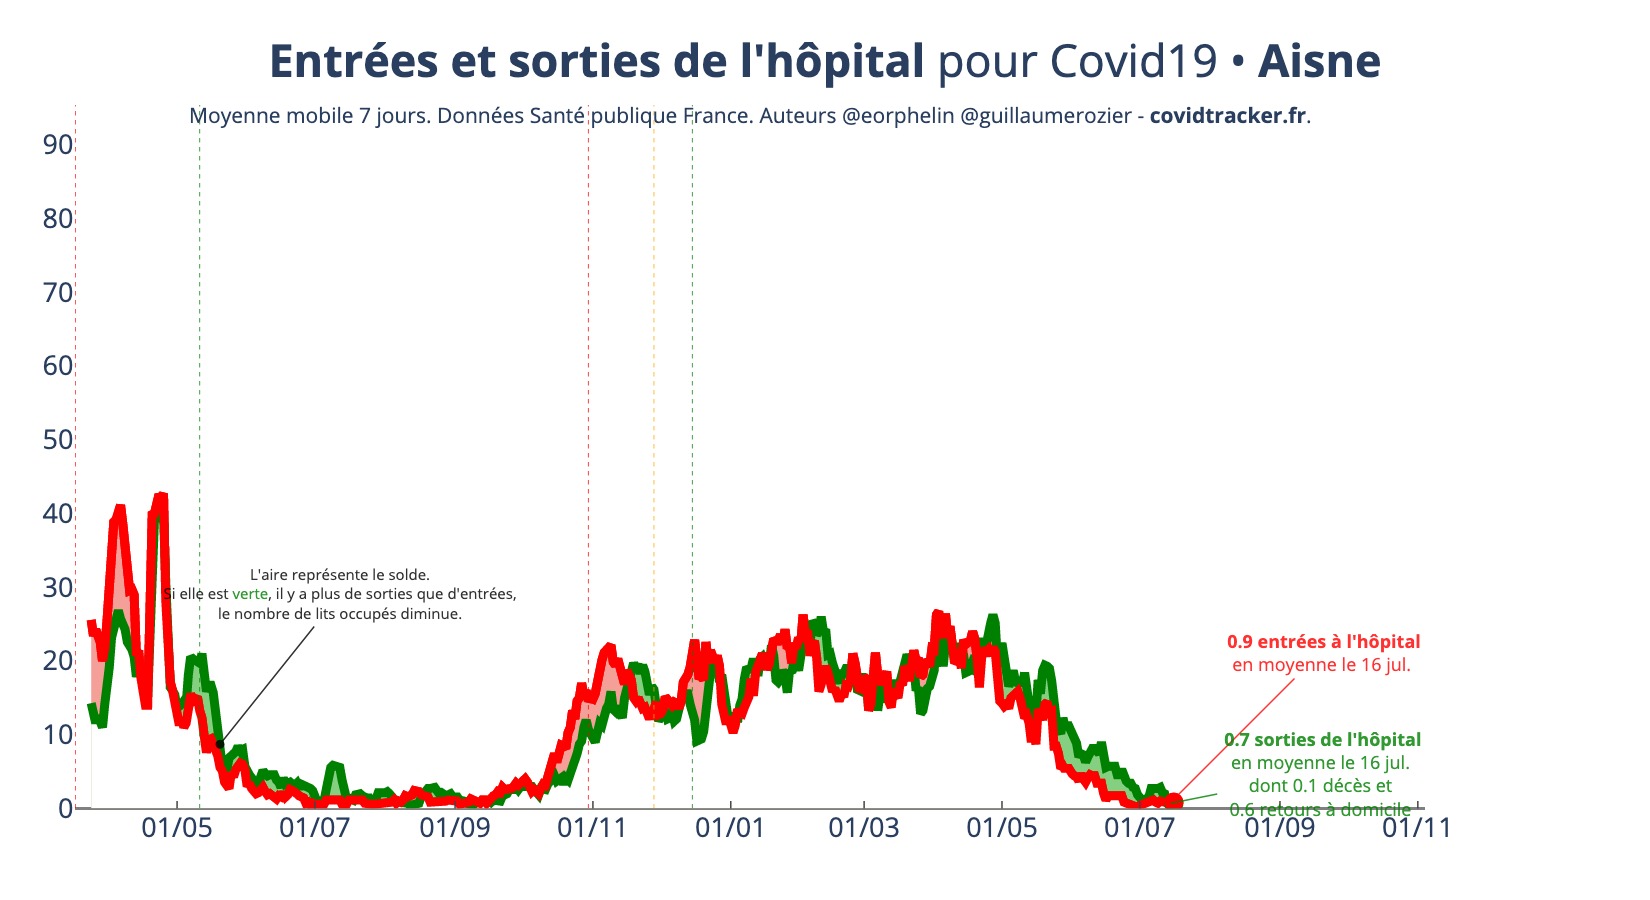 Entrées et sorties de l'hôpital pour Covid19 • Aisne
Moyenne mobile 7 jours. Données Santé publique France. Auteurs @eorphelin @guillaumerozier - covidtracker.fr.
90
80
70
60
50
40
30
20
10
0
L'aire représente le solde.
Si elle est verte, il y a plus de sorties que d'entrées,
le nombre de lits occupés diminue.
0.9 entrées à l'hôpital
en moyenne le 16 jul.
0.7 sorties de l'hôpital
en moyenne le 16 jul.
dont 0.1 décès et
0.6 retours à domicile
01/05
01/07
01/09
01/11
01/01
01/03
01/05
01/07
01/09
01/11